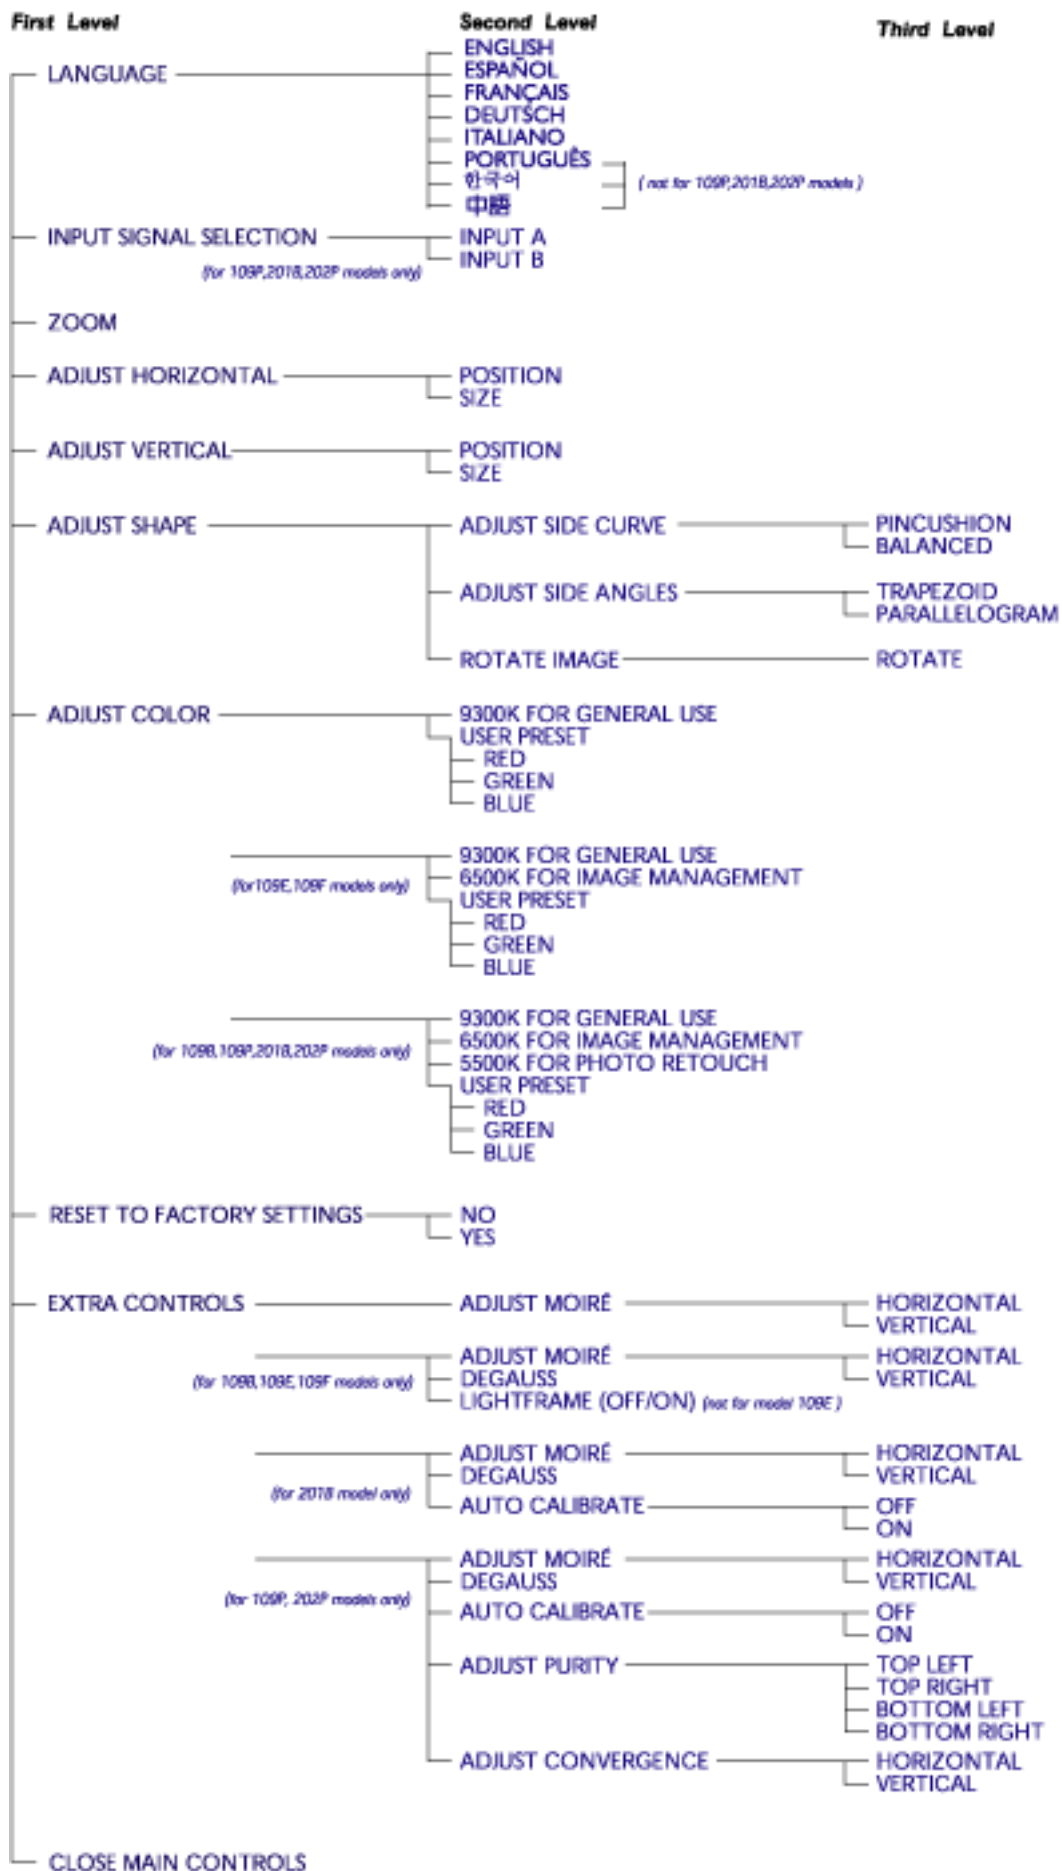 First Level Second Level Third Level
ENGLISH
LANGUAGE ESPAÑOL
FRANÇAIS
DEUTSCH
ITALIANO
PORTUGUÊS
한국어 ( not for 109P,201B,202P models )
中語
INPUT SIGNAL SELECTION INPUT A
INPUT B
(for 109P,201B,202P models only)
ZOOM
ADJUST HORIZONTAL POSITION
SIZE
ADJUST VERTICAL POSITION
SIZE
ADJUST SHAPE ADJUST SIDE CURVE PINCUSHION
BALANCED
ADJUST SIDE ANGLES TRAPEZOID
PARALLELOGRAM
ROTATE IMAGE ROTATE
ADJUST COLOR 9300K FOR GENERAL USE
USER PRESET
RED
GREEN
BLUE
9300K FOR GENERAL USE
(for109E,109F models only) 6500K FOR IMAGE MANAGEMENT
USER PRESET
RED
GREEN
BLUE
9300K FOR GENERAL USE
(for 109B,109P,201B,202P models only) 6500K FOR IMAGE MANAGEMENT
5500K FOR PHOTO RETOUCH
USER PRESET
RED
GREEN
BLUE
RESET TO FACTORY SETTINGS NO
YES
EXTRA CONTROLS ADJUST MOIRÉ HORIZONTAL
VERTICAL
ADJUST MOIRÉ HORIZONTAL
(for 109B,109E,109F models only) DEGAUSS VERTICAL
LIGHTFRAME (OFF/ON) (not for model 109E )
ADJUST MOIRÉ HORIZONTAL
DEGAUSS VERTICAL
(for 201B model only)
AUTO CALIBRATE OFF
ON
ADJUST MOIRÉ HORIZONTAL
DEGAUSS VERTICAL
(for 109P, 202P models only)
AUTO CALIBRATE OFF
ON
ADJUST PURITY TOP LEFT
TOP RIGHT
BOTTOM LEFT
BOTTOM RIGHT
ADJUST CONVERGENCE HORIZONTAL
VERTICAL
CLOSE MAIN CONTROLS